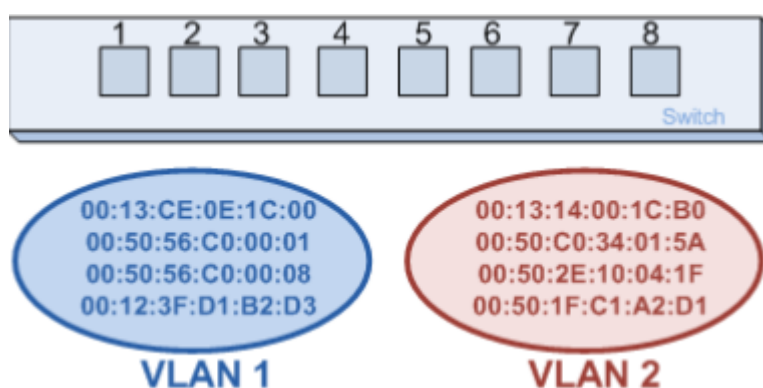 1 2 3 4 5 6 7 8
Switch
00:13:CE:0E:1C:00
00:50:56:C0:00:01
00:50:56:C0:00:08
00:12:3F:D1:B2:D3
VLAN 1
00:13:14:00:1C:B0
00:50:C0:34:01:5A
00:50:2E:10:04:1F
00:50:1F:C1:A2:D1
VLAN 2